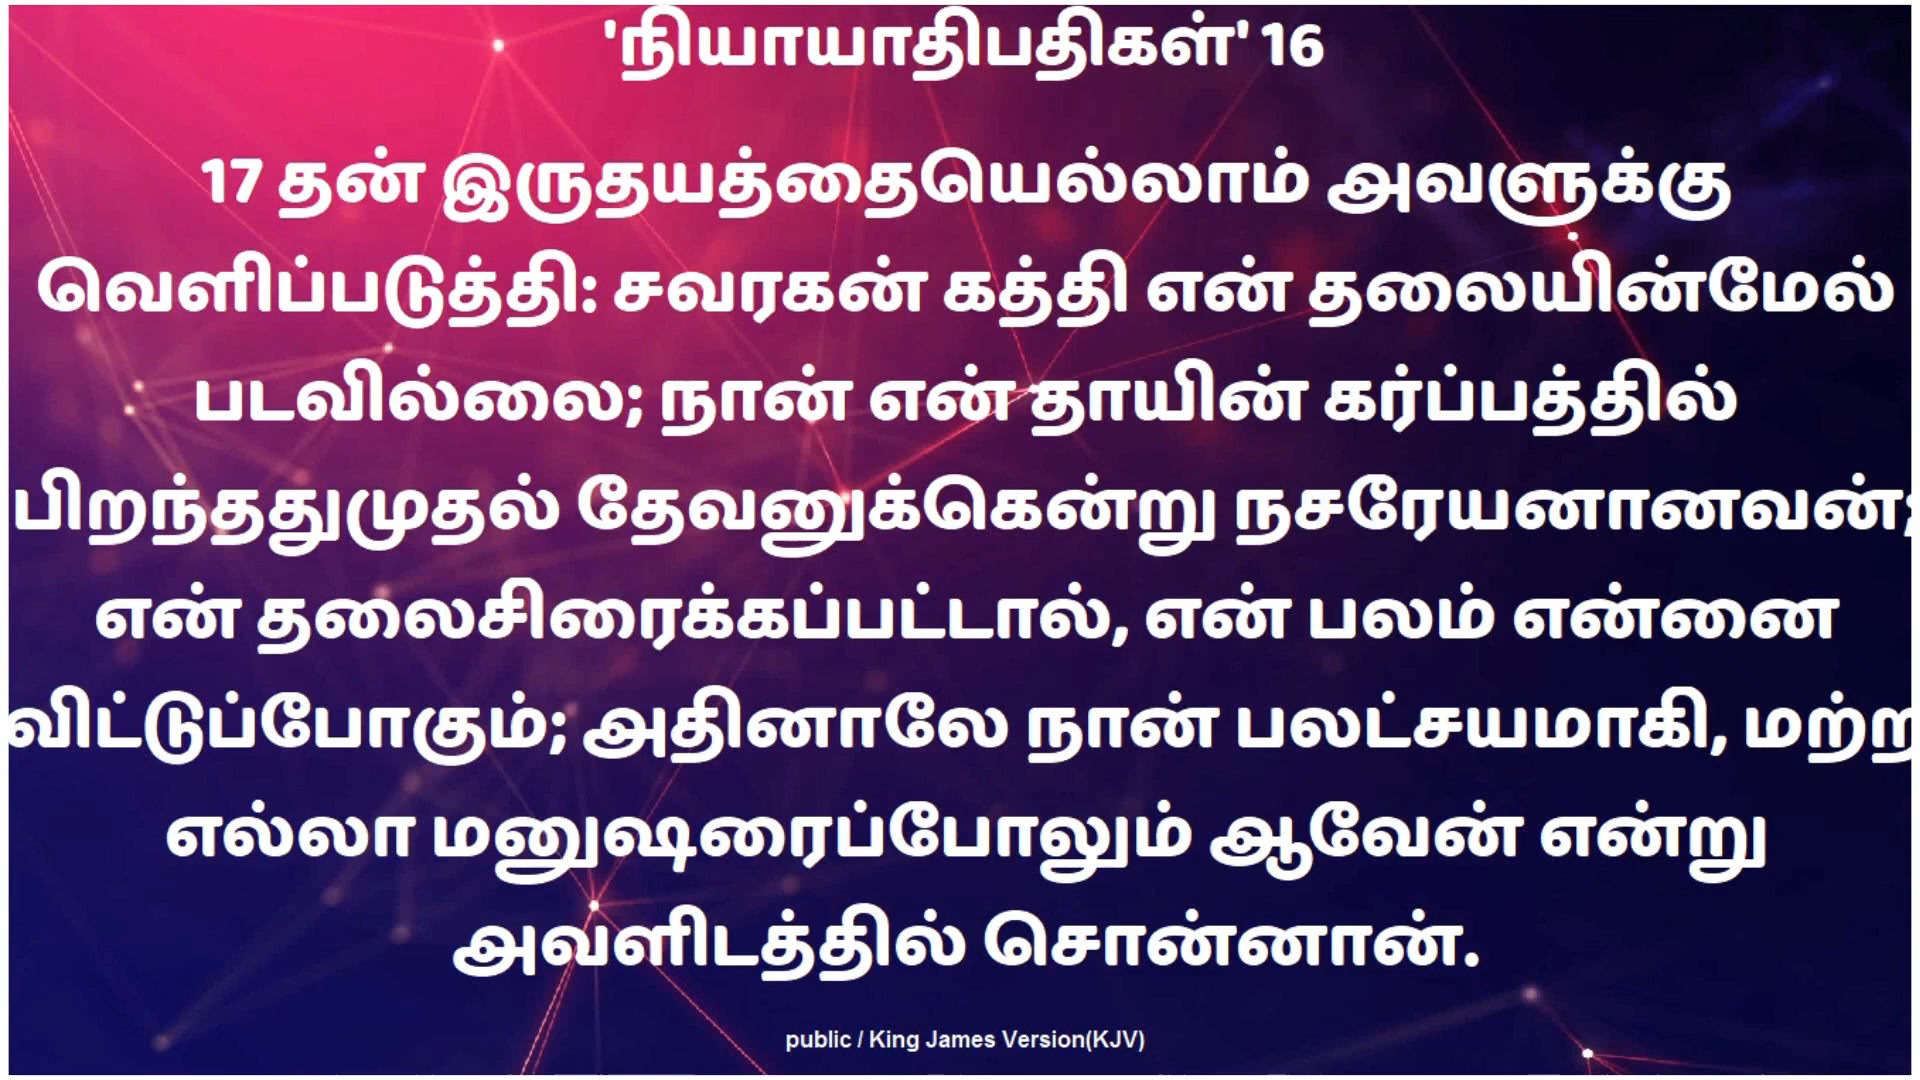 'நியாயாதிபதிகள்' 16
17 தன் இருதயத்தையெல்லாம் அவளுக்கு
வெளிப்படுத்தி: சவரகன் கத்தி என் தலையின்மேல்
படவில்லை; நான் என் தாயின் கர்ப்பத்தில்
பிறந்ததுமுதல் தேவனுக்கென்று நசரேயனானவன்;
என் தலைசிரைக்கப்பட்டால், என் பலம் என்னை
விட்டுப்போகும்; அதினாலே நான் பலட்சயமாகி, மற்ற
எல்லா மனுஷரைப்போலும் ஆவேன் என்று
அவளிடத்தில் சொன்னான்.
public / King James Version(KJV)